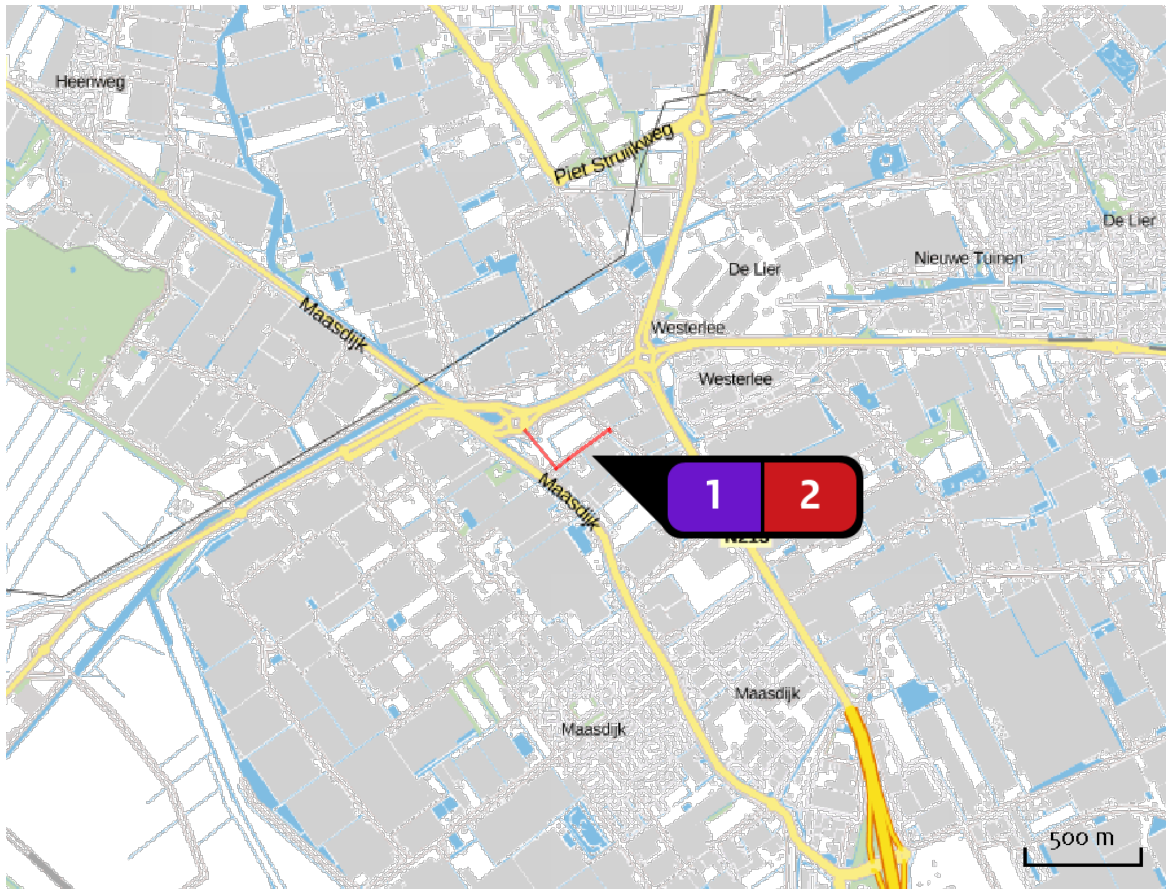 Heenweg
Piet Struijkweg
De Lier
De Lier
Nieuwe Tuinen
Maasdijk
Westerlee
Westerlee
Maasdijk
1
2
Maasdijk
Maasdijk
500 m